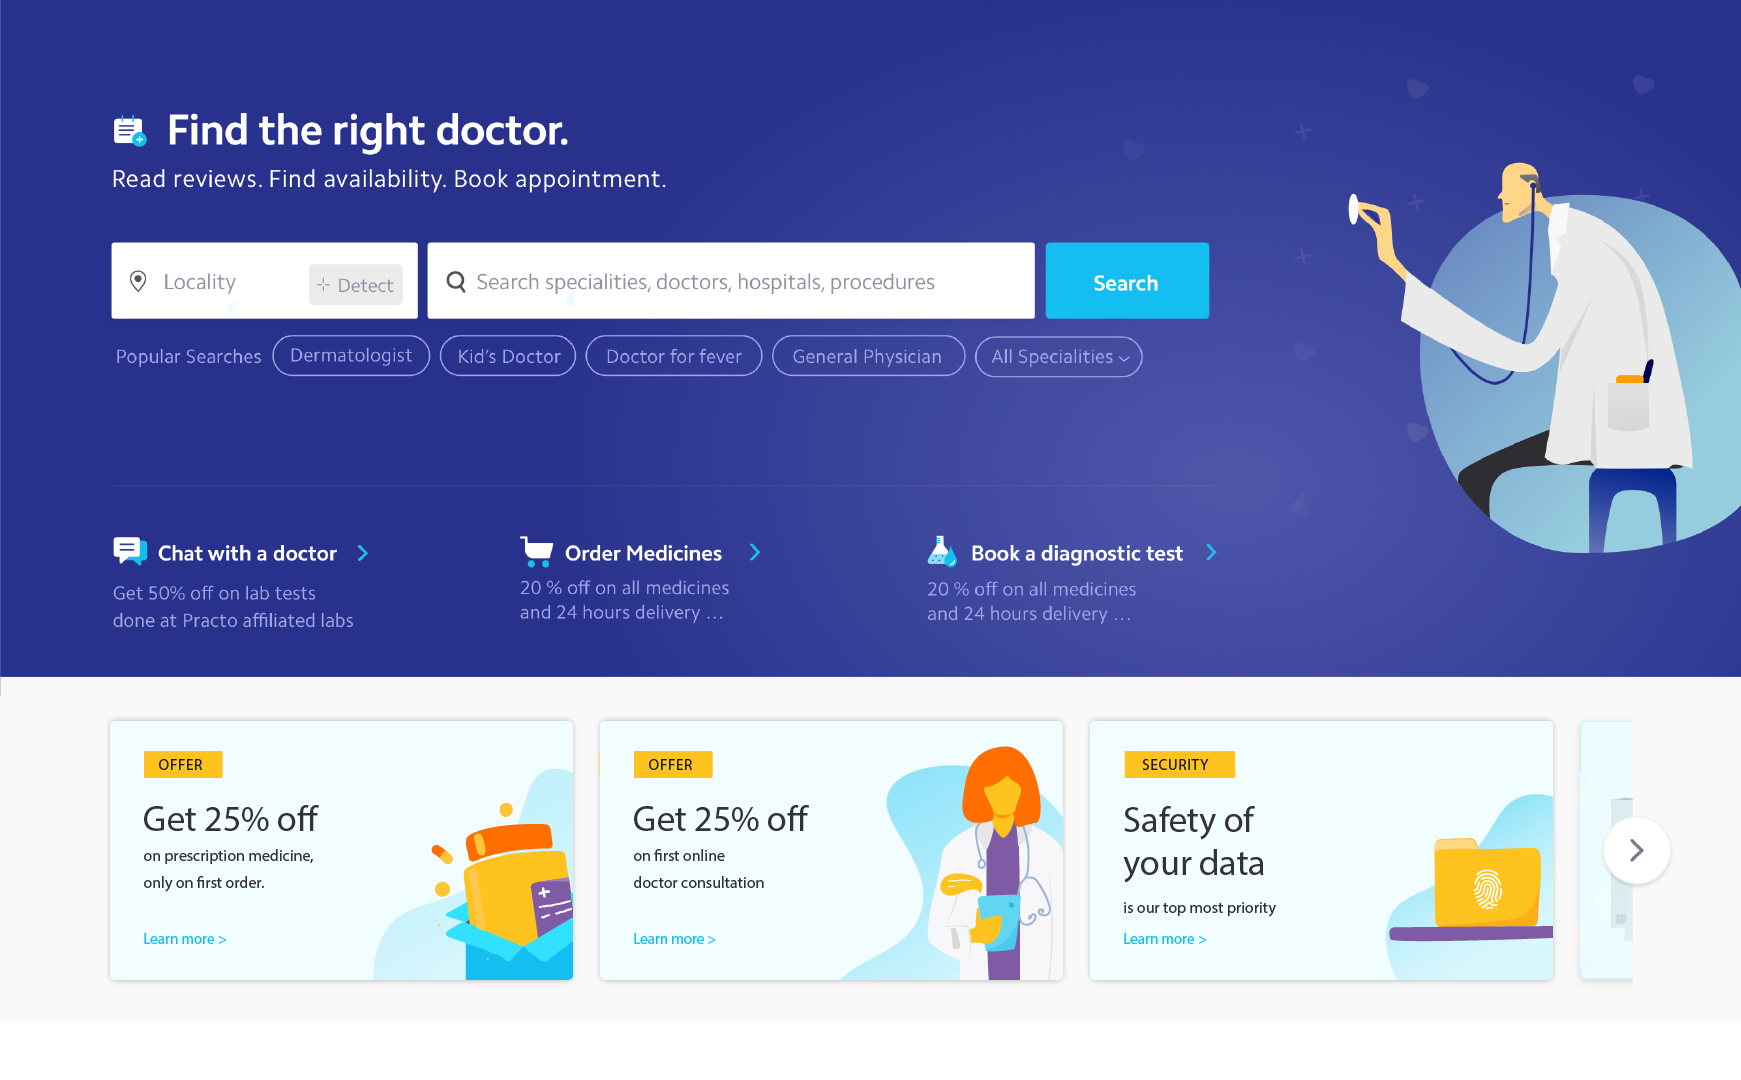 Find the right doctor.
Read reviews. Find availability. Book appointment.
Locality
Detect
Search specialities, doctors, hospitals, procedures
Search
Popular Searches
Dermatologist
Kid's Doctor
Doctor for fever
General Physician
All Specialities
Chat with a doctor
Get 50% off on lab tests
done at Practo affiliated labs
Order Medicines
20 % off on all medicines
and 24 hours delivery ...
Book a diagnostic test
20 % off on all medicines
and 24 hours delivery ...
OFFER
Get 25% off
on prescription medicine,
only on first order.
Learn more >
OFFER
Get 25% off
on first online
doctor consultation
Learn more >
SECURITY
Safety of
your data
is our top most priority
Learn more >